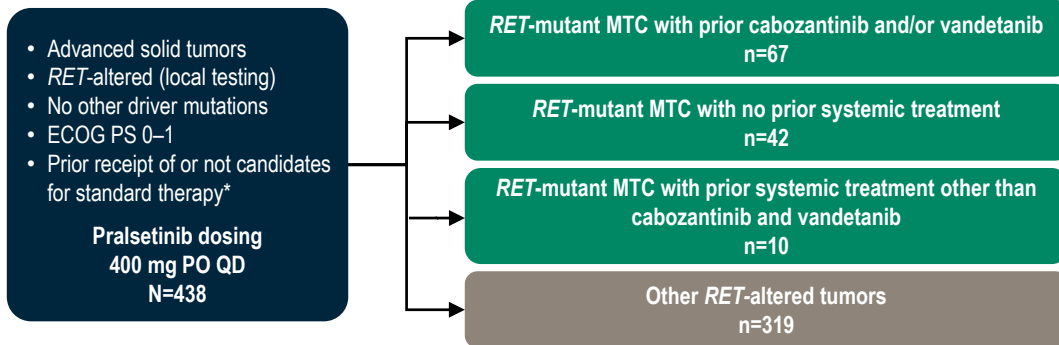 • Advanced solid tumors
• RET-altered (local testing)
• No other driver mutations
• ECOG PS 0–1
• Prior receipt of or not candidates
for standard therapy*
Pralsetinib dosing
400 mg PO QD
N=438
RET-mutant MTC with prior cabozantinib and/or vandetanib
n=67
RET-mutant MTC with no prior systemic treatment
n=42
RET-mutant MTC with prior systemic treatment other than
cabozantinib and vandetanib
n=10
Other RET-altered tumors
n=319